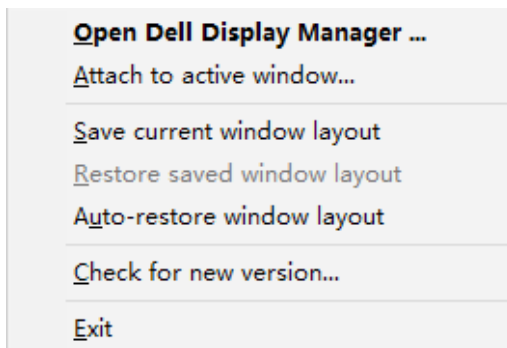 Open Dell Display Manager ...
Attach to active window...
Save current window layout
Restore saved window layout
Auto-restore window layout
Check for new version...
Exit